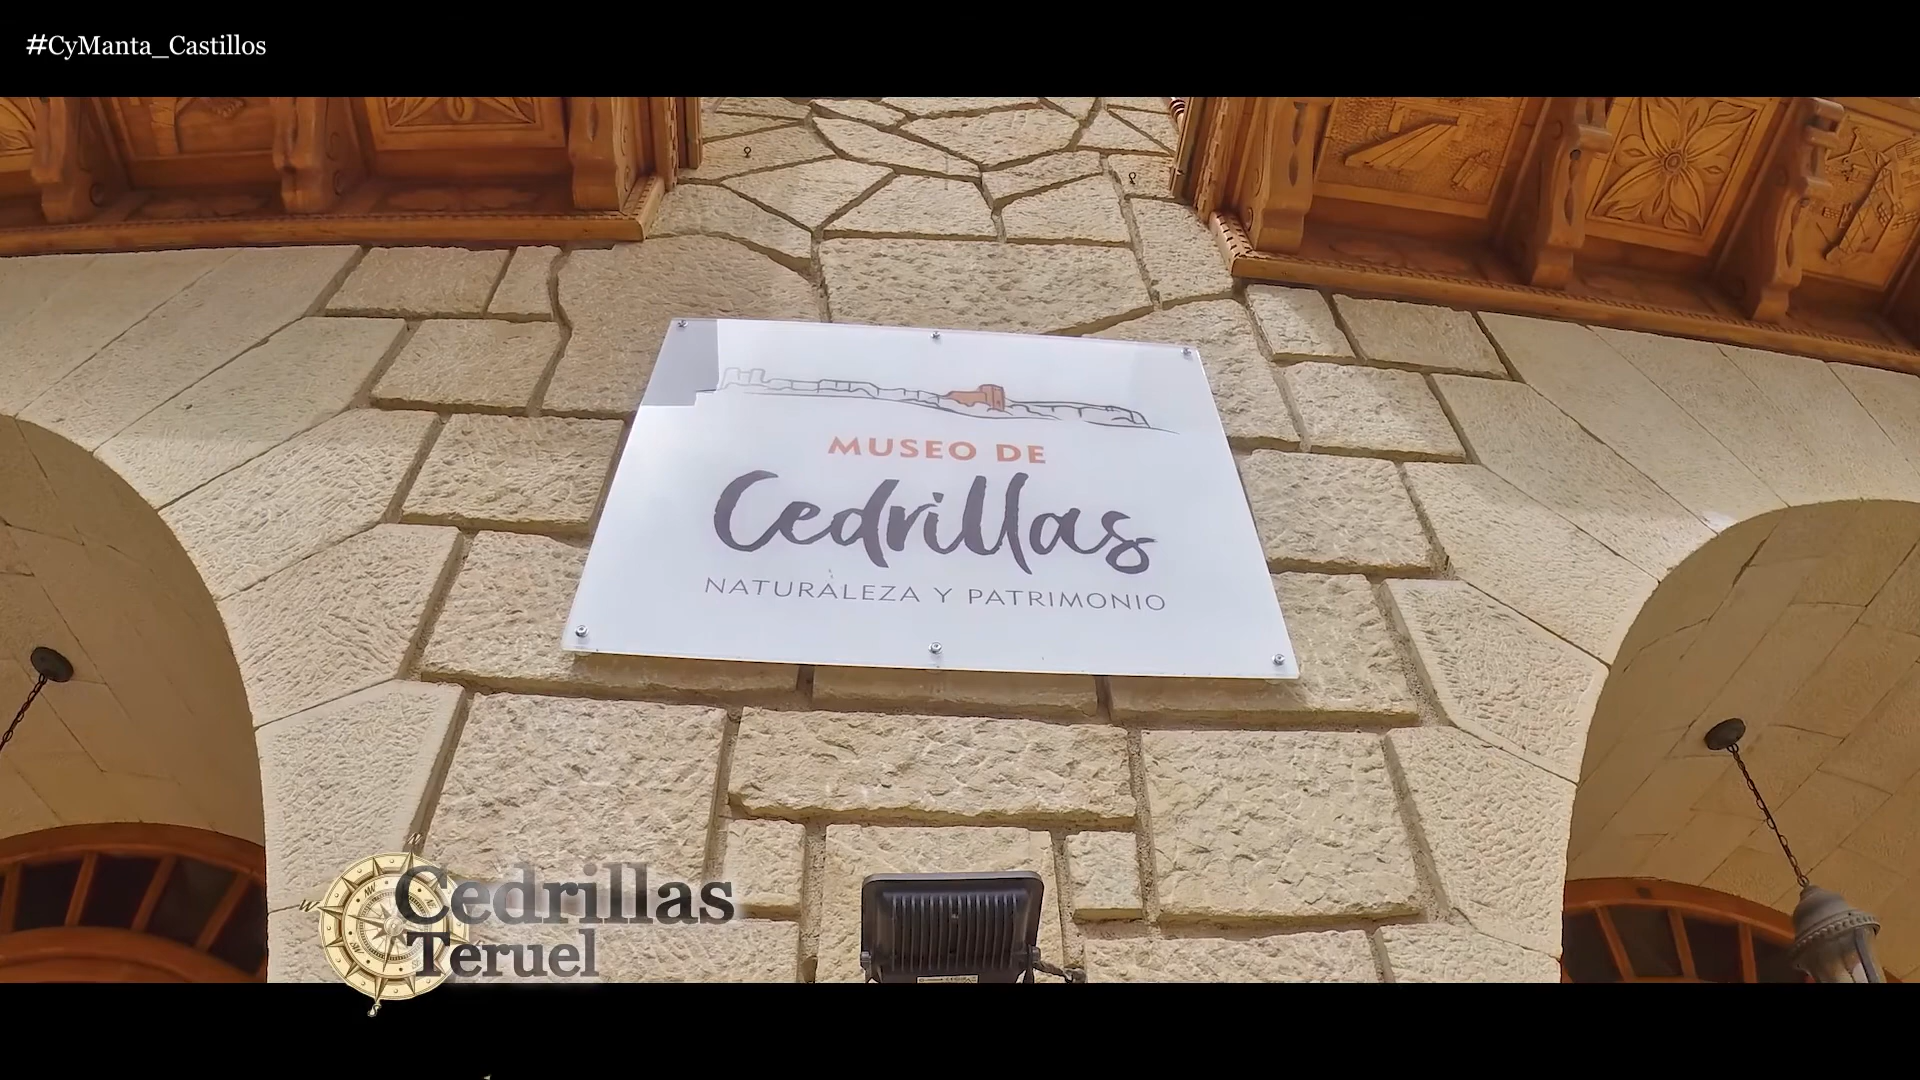 #CyManta_Castillos
MUSEO DE
Cedrillas
NATURALEZA Y PATRIMONIO
Cedrillas
Teruel